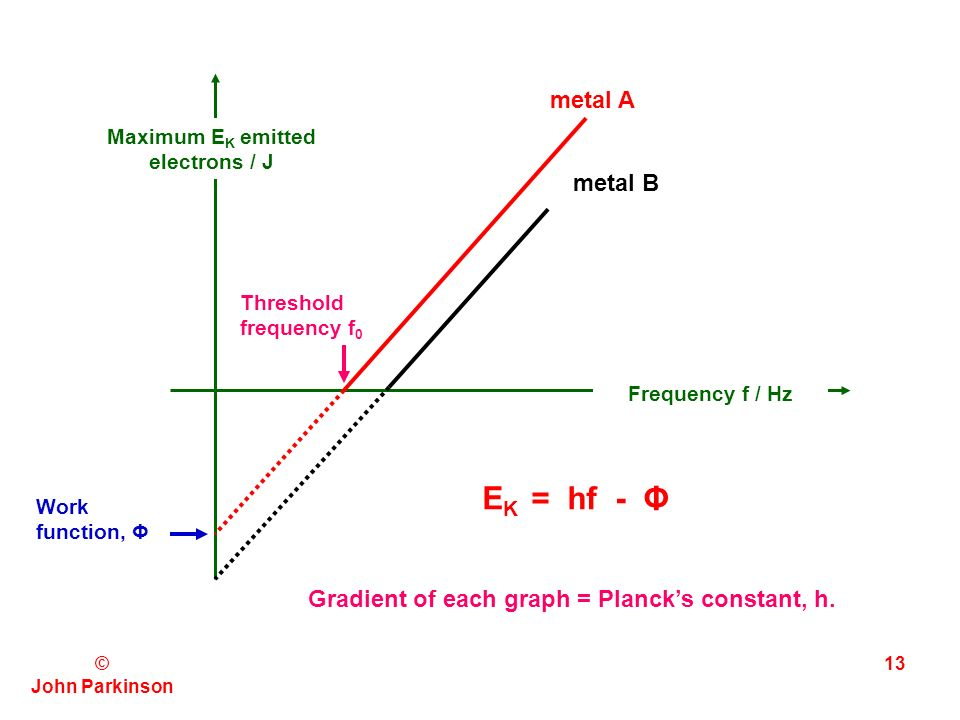 metal A
Maximum EK emitted
electrons / J
metal B
Threshold
frequency f0
Frequency f / Hz
EK = hf - Φ
Work
function, Φ
Gradient of each graph = Planck’s constant, h.
©
John Parkinson
13